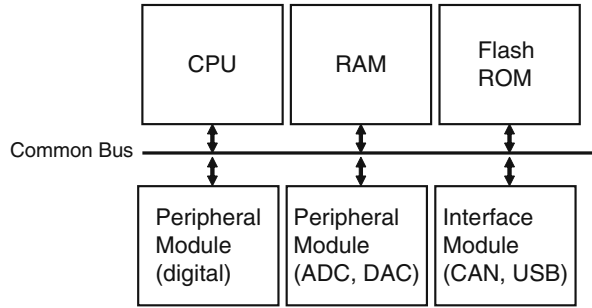 CPU
RAM
Flash
ROM
Common Bus
Peripheral
Module
(digital)
Peripheral
Module
(ADC, DAC)
Interface
Module
(CAN, USB)